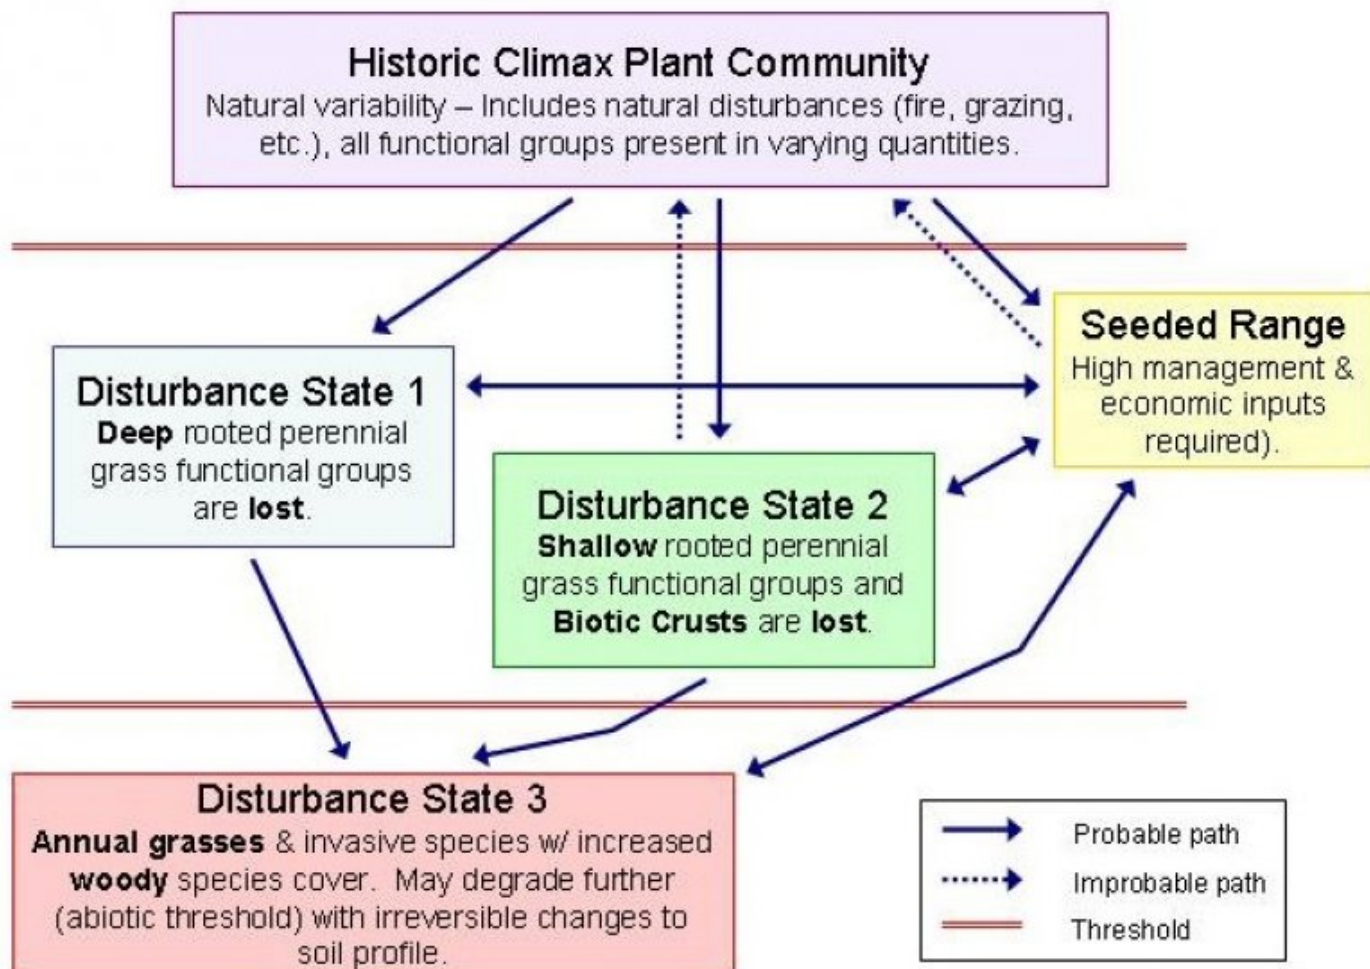 Historic Climax Plant Community
Natural variability – Includes natural disturbances (fire, grazing,
etc.), all functional groups present in varying quantities.
Seeded Range
High management &
economic inputs
required).
Disturbance State 1
Deep rooted perennial
grass functional groups
are lost.
Disturbance State 2
Shallow rooted perennial
grass functional groups and
Biotic Crusts are lost.
Disturbance State 3
Annual grasses & invasive species w/ increased
woody species cover. May degrade further
(abiotic threshold) with irreversible changes to
soil profile.
Probable path
Improbable path
Threshold